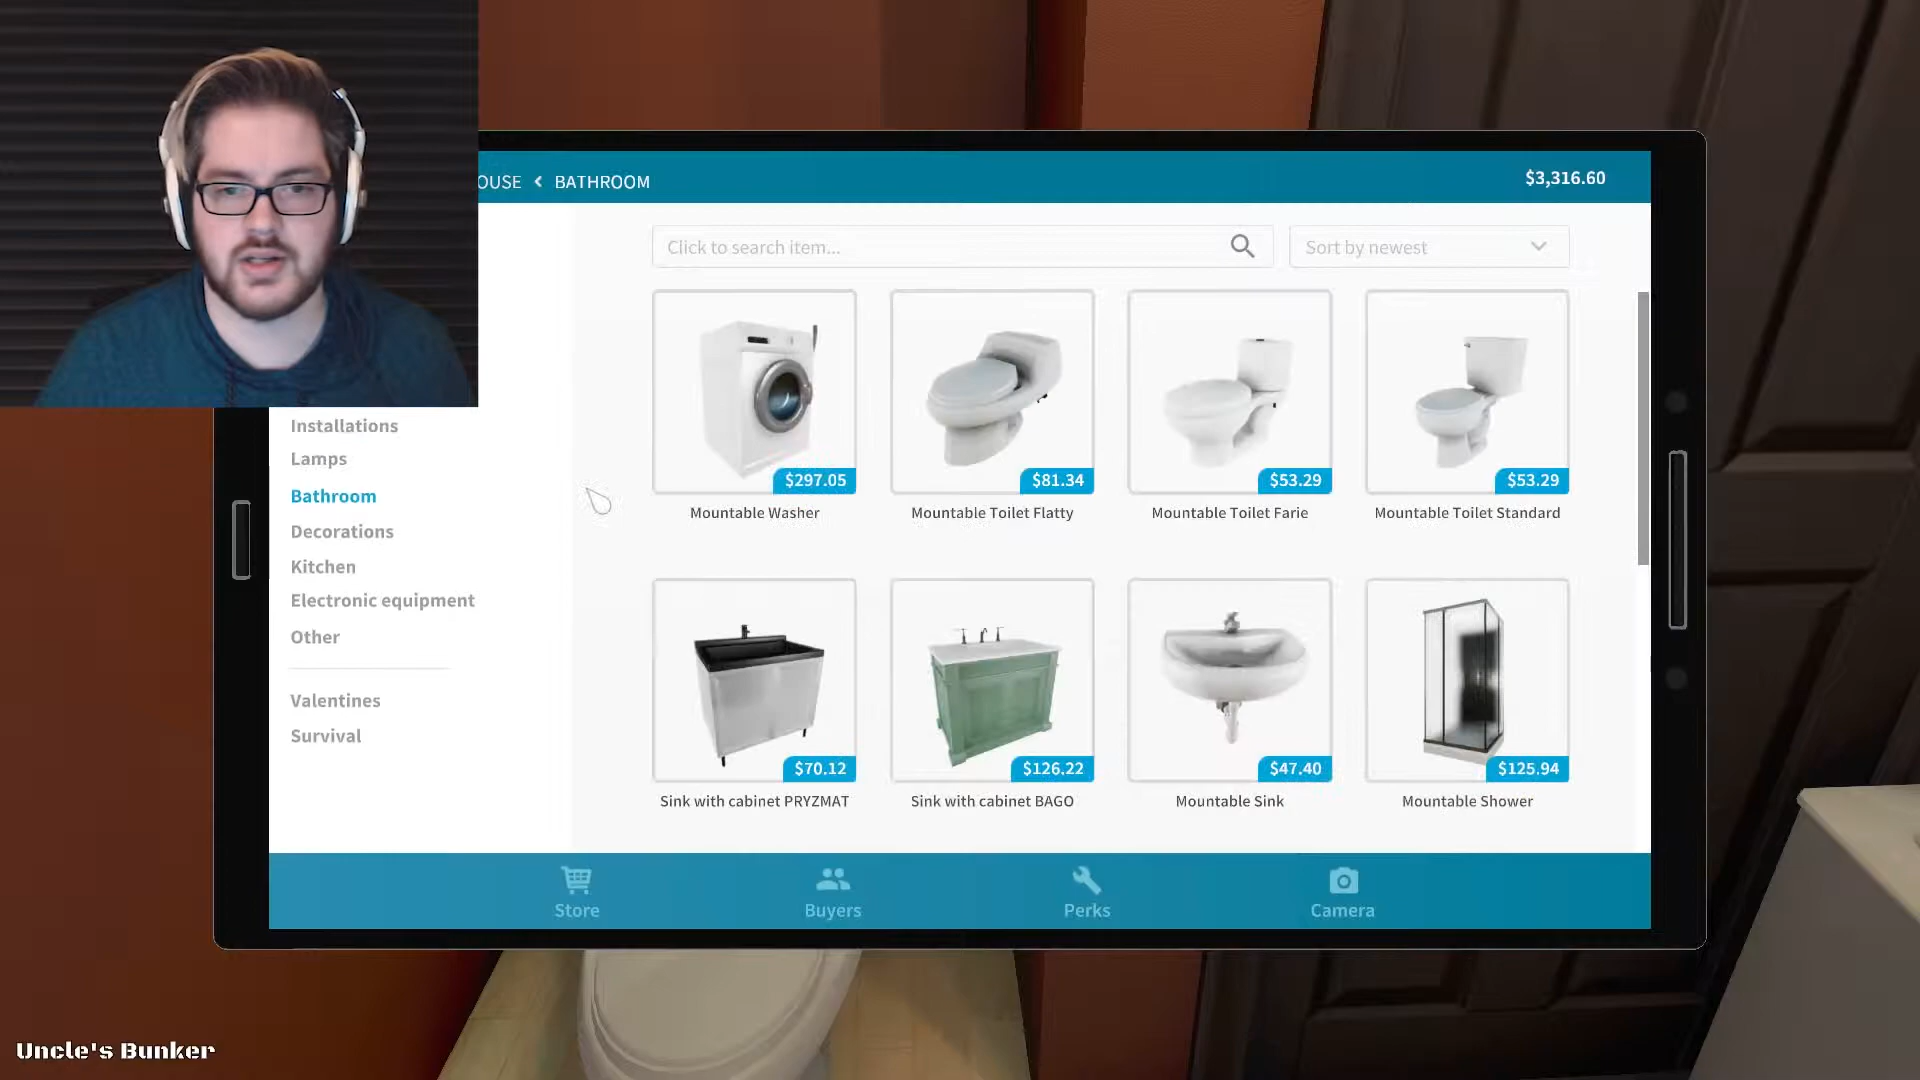 OUSE < BATHROOM
$3,316.60
Click to search item...
Sort by newest
Installations
Lamps
Bathroom
Decorations
Kitchen
Electronic equipment
Other
Valentines
Survival
$297.05
$81.34
$53.29
$53.29
Mountable Washer
Mountable Toilet Flatty
Mountable Toilet Farie
Mountable Toilet Standard
$70.12
$126.22
$47.40
$125.94
Sink with cabinet PRYZMAT
Sink with cabinet BAGO
Mountable Sink
Mountable Shower
Store
Buyers
Perks
Camera
Uncle's Bunker